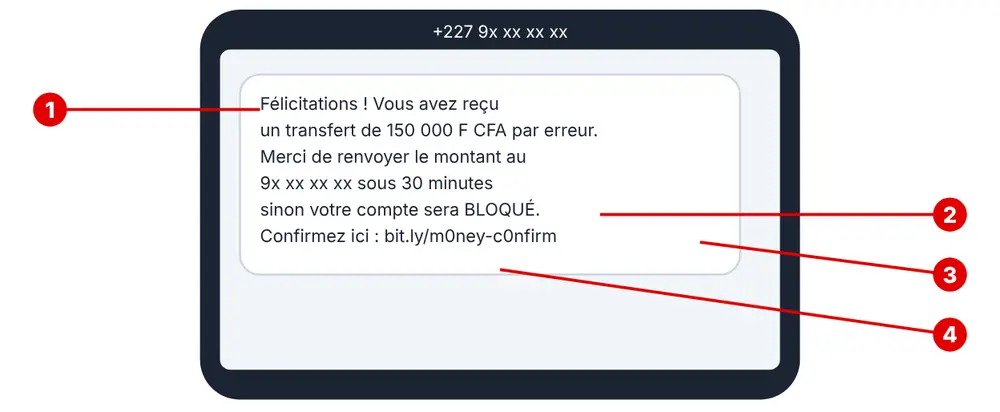 +227 9x xx xx xx
1
Félicitations ! Vous avez reçu
un transfert de 150 000 F CFA par erreur.
Merci de renvoyer le montant au
9x xx xx xx sous 30 minutes
sinon votre compte sera BLOQUÉ.
2
Confirmez ici : bit.ly/m0ney-c0nfirm
3
4